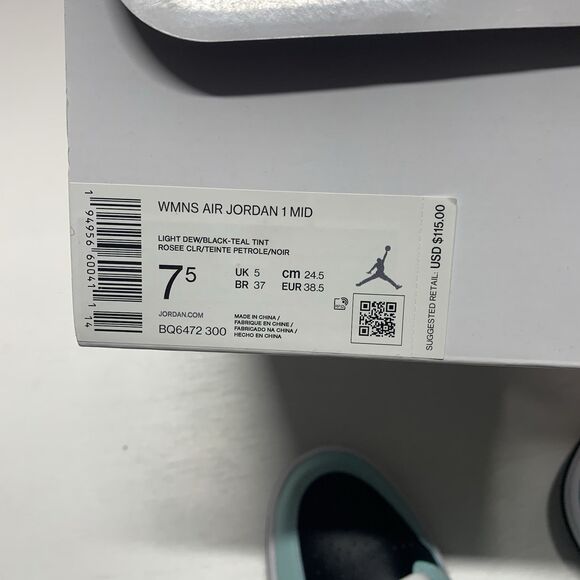 WMNS AIR JORDAN 1 MID
LIGHT DEW/BLACK-TEAL TINT
ROSEE CLR/TEINTE PETROLE/NOIR
7 5
UK 5 cm 24.5
BR 37 EUR 38.5
JORDAN.COM
BQ6472 300
MADE IN CHINA /
FABRIQUE EN CHINE /
FABRICADO NA CHINA /
HECHO EN CHINA
1 94956 60041 1 14
SUGGESTED RETAIL: USD $115.00